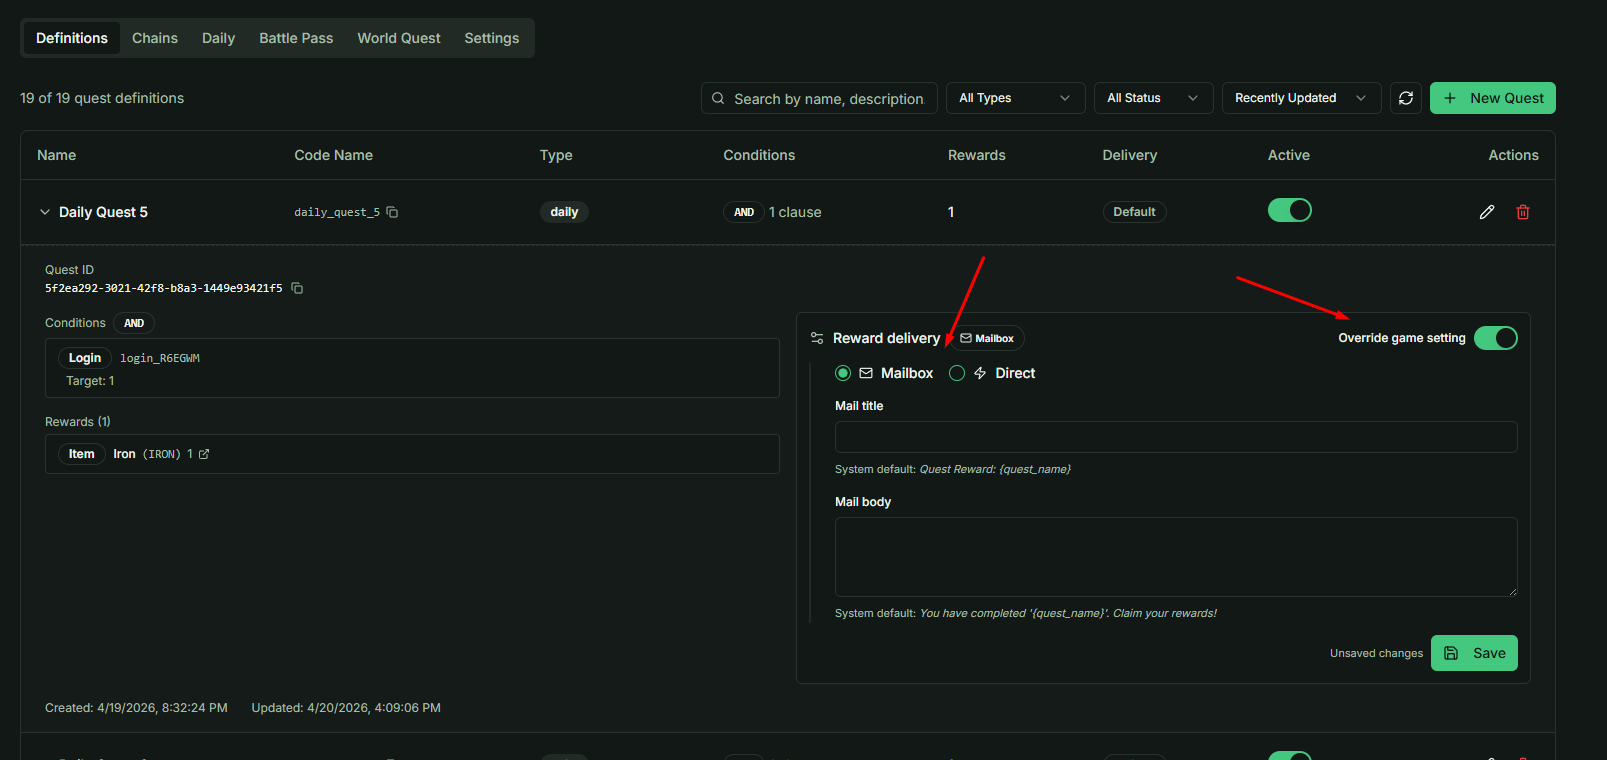 Definitions Chains Daily Battle Pass World Quest Settings
19 of 19 quest definitions Search by name, description All Types All Status Recently Updated New Quest
Name Code Name Type Conditions Rewards Delivery Active Actions
Daily Quest 5 daily_quest_5 daily AND 1 clause 1 Default
Quest ID
5f2ea292-3021-42f8-b8a3-1449e93421f5
Conditions AND
Login login_R6EGWM
Target: 1
Rewards (1)
Item Iron (IRON) 1
Reward delivery Mailbox Override game setting
Mailbox Direct
Mail title
System default: Quest Reward: {quest_name}
Mail body
System default: You have completed '{quest_name}'. Claim your rewards!
Unsaved changes Save
Created: 4/19/2026, 8:32:24 PM Updated: 4/20/2026, 4:09:06 PM